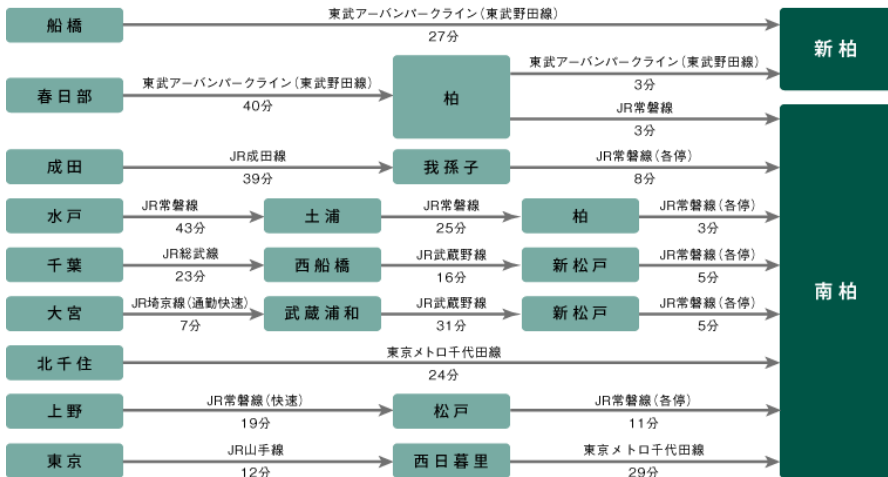 船橋
東武アーバンパークライン(東武野田線)
27分
新柏
春日部
東武アーバンパークライン(東武野田線)
40分
柏
東武アーバンパークライン(東武野田線)
3分
JR常磐線
3分
成田
JR成田線
39分
我孫子
JR常磐線(各停)
8分
水戸
JR常磐線
43分
土浦
JR常磐線
25分
柏
JR常磐線(各停)
3分
千葉
JR総武線
23分
西船橋
JR武蔵野線
16分
新松戸
JR常磐線(各停)
5分
南柏
大宮
JR埼京線(通勤快速)
7分
武蔵浦和
JR武蔵野線
31分
新松戸
JR常磐線(各停)
5分
北千住
東京メトロ千代田線
24分
上野
JR常磐線(快速)
19分
松戸
JR常磐線(各停)
11分
東京
JR山手線
12分
西日暮里
東京メトロ千代田線
29分